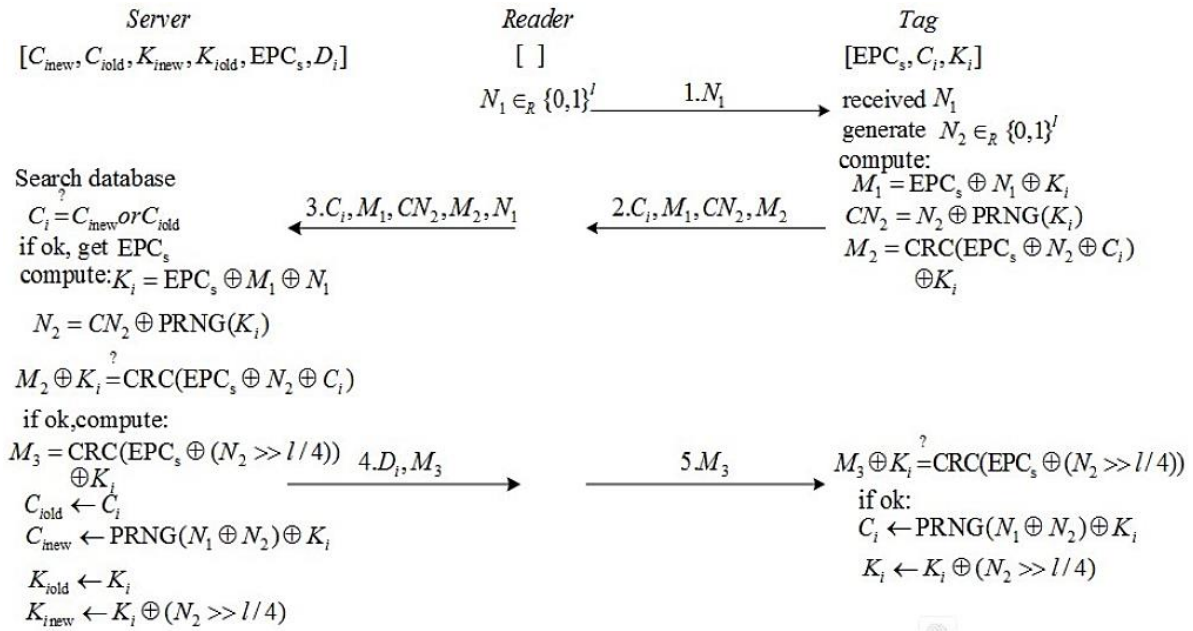 Server Reader Tag
[C_inew, C_iold, K_inew, K_iold, EPC_s, D_i] [ ] [EPC_s, C_i, K_i]
N_1 ∈_R {0,1}^l 1.N_1 received N_1
generate N_2 ∈_R {0,1}^l
compute:
M_1 = EPC_s ⊕ N_1 ⊕ K_i
CN_2 = N_2 ⊕ PRNG(K_i)
M_2 = CRC(EPC_s ⊕ N_2 ⊕ C_i)
⊕K_i
2.C_i, M_1, CN_2, M_2
3.C_i, M_1, CN_2, M_2, N_1
Search database
C_i ?= C_inew or C_iold
if ok, get EPC_s
compute: K_i = EPC_s ⊕ M_1 ⊕ N_1
N_2 = CN_2 ⊕ PRNG(K_i)
M_2 ⊕ K_i ?= CRC(EPC_s ⊕ N_2 ⊕ C_i)
if ok,compute:
M_3 = CRC(EPC_s ⊕ (N_2 >> l/4))
⊕K_i
C_iold ← C_i
C_inew ← PRNG(N_1 ⊕ N_2) ⊕ K_i
K_iold ← K_i
K_inew ← K_i ⊕ (N_2 >> l/4)
4.D_i, M_3
5.M_3
M_3 ⊕ K_i ?= CRC(EPC_s ⊕ (N_2 >> l/4))
if ok:
C_i ← PRNG(N_1 ⊕ N_2) ⊕ K_i
K_i ← K_i ⊕ (N_2 >> l/4)